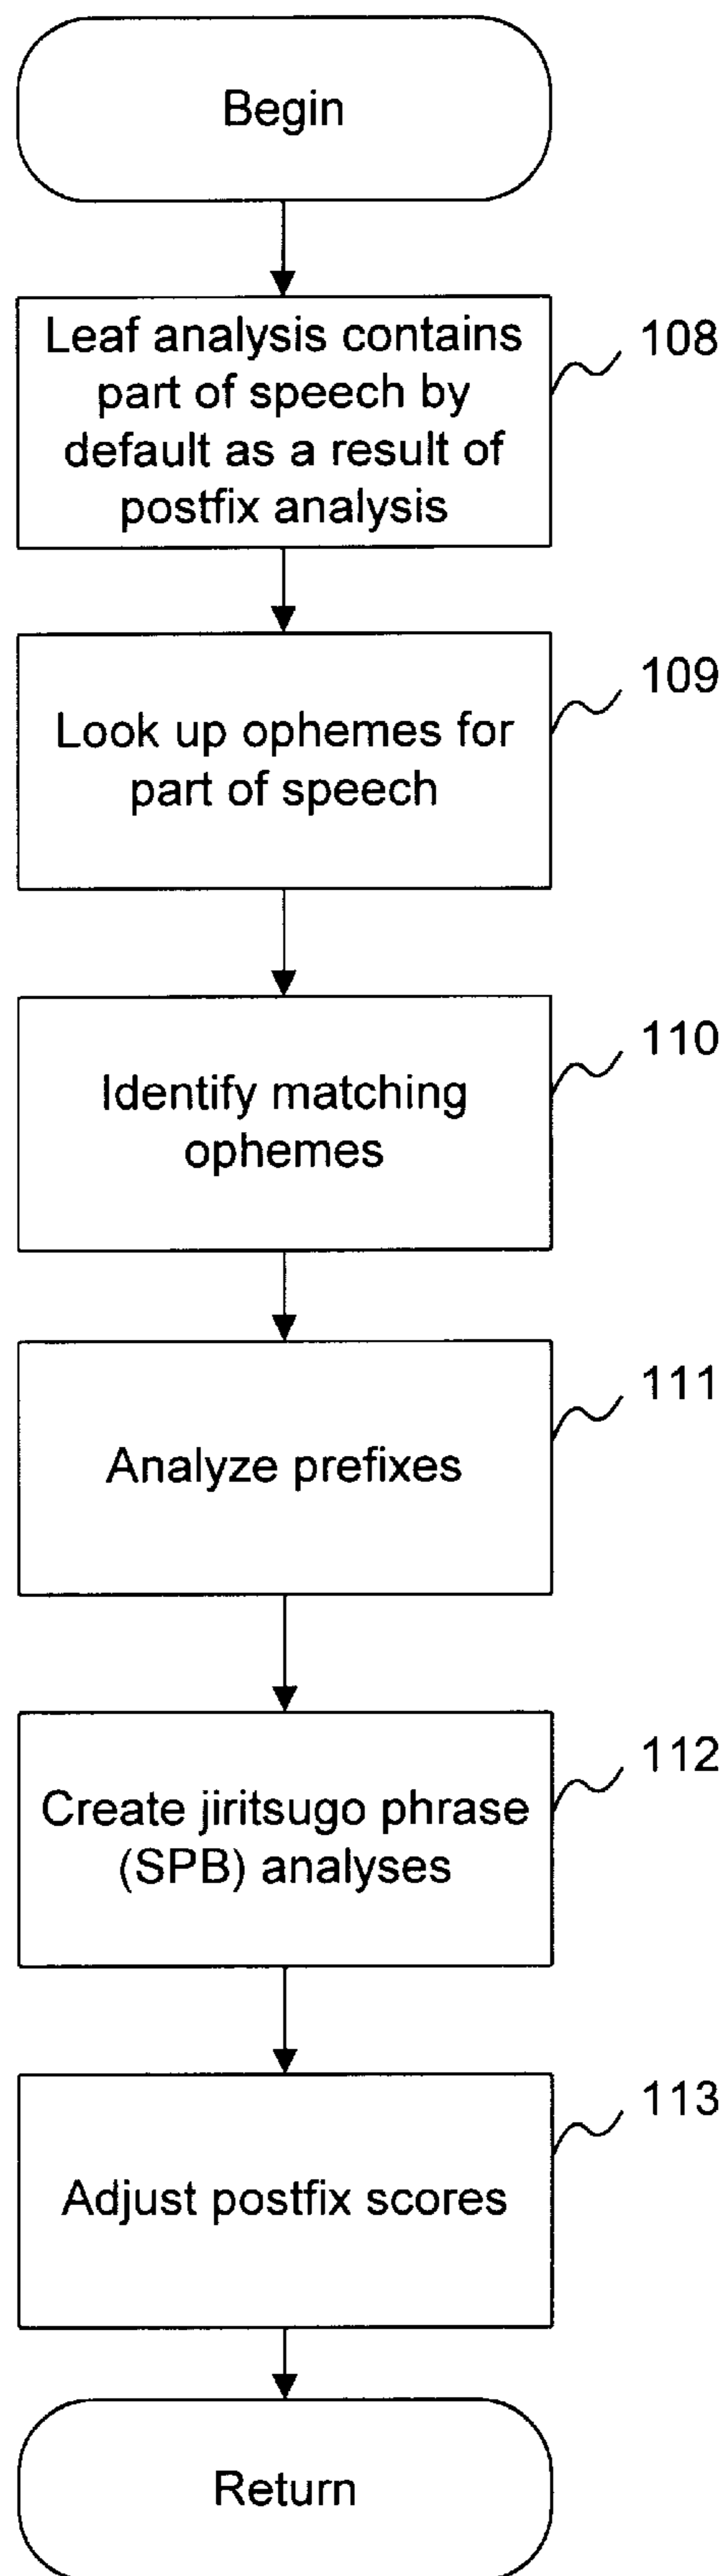 Begin
Leaf analysis contains
part of speech by
default as a result of
postfix analysis
108
Look up ophemes for
part of speech
109
Identify matching
ophemes
110
Analyze prefixes
111
Create jiritsugo phrase
(SPB) analyses
112
Adjust postfix scores
113
Return